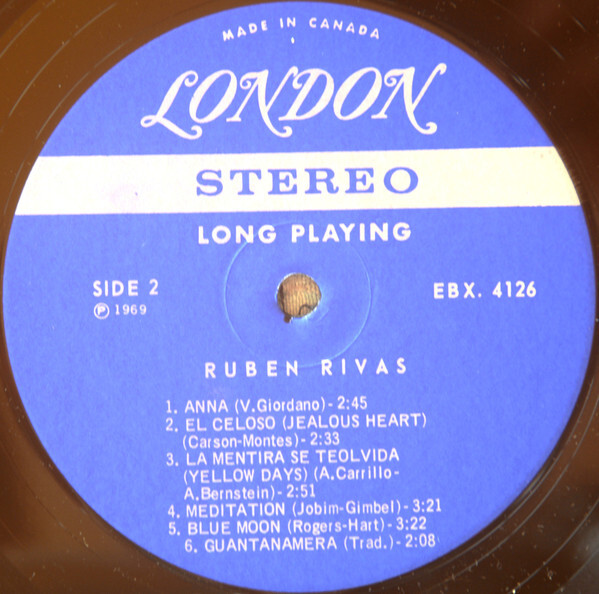 MADE IN CANADA
LONDON
STEREO
LONG PLAYING
SIDE 2
EBX. 4126
Ⓟ 1969
RUBEN RIVAS
1. ANNA (V.Giordano)- 2:45
2. EL CELOSO (JEALOUS HEART)
(Carson-Montes)- 2:33
3. LA MENTIRA SE TEOLVIDA
(YELLOW DAYS) (A.Carrillo-
A.Bernstein)- 2:51
4. MEDITATION (Jobim-Gimbel)- 3:21
5. BLUE MOON (Rogers-Hart)- 3:22
6. GUANTANAMERA (Trad.)- 2:08